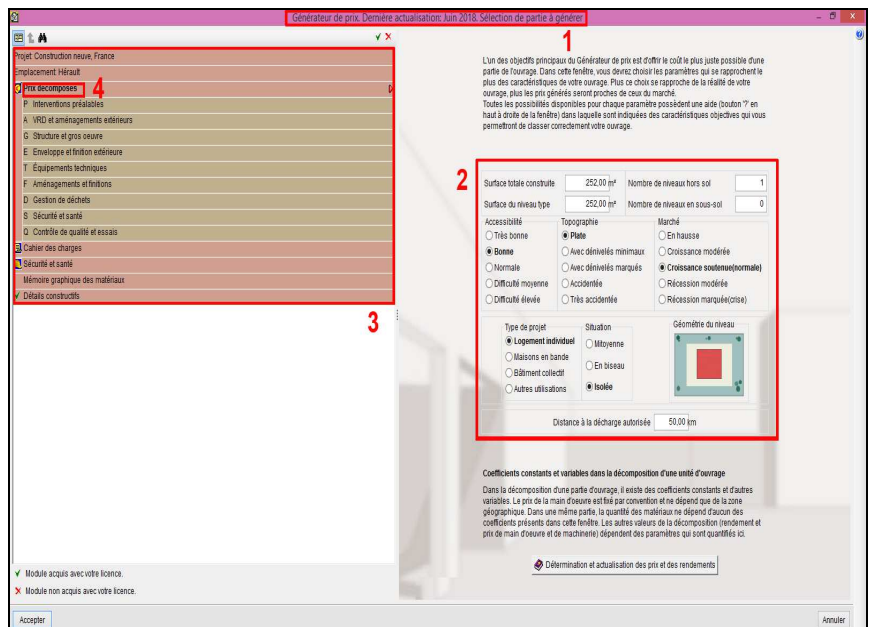 Générateur de prix. Dernière actualisation: Juin 2018. Sélection de partie à générer
1
Projet: Construction neuve, France
Emplacement: Hérault
Prix décomposés
4
P Interventions préalables
A VRD et aménagements extérieurs
G Structure et gros oeuvre
E Enveloppe et finition extérieure
T Équipements techniques
F Aménagements et finitions
D Gestion de déchets
S Sécurité et santé
Q Contrôle de qualité et essais
Cahier des charges
Sécurité et santé
Mémoire graphique des matériaux
Détails constructifs
3
Module acquis avec votre licence.
Module non acquis avec votre licence.
Accepter
L'un des objectifs principaux du Générateur de prix est d'offrir le coût le plus juste possible d'une
partie de l'ouvrage. Dans cette fenêtre, vous devrez choisir les paramètres qui se rapprochent le
plus des caractéristiques de votre ouvrage. Plus ce choix se rapproche de la réalité de votre
ouvrage, plus les prix générés seront proches de ceux du
marché.
Toutes les possibilités disponibles pour chaque paramètre possèdent une aide (bouton '?' en
haut à droite de la fenêtre) dans laquelle sont indiquées des caractéristiques objectives qui vous
permettront de classer correctement votre ouvrage.
2
Surface totale construite 252,00 m² Nombre de niveaux hors sol 1
Surface du niveau type 252,00 m² Nombre de niveaux en sous-sol 0
Accessibilité Topographie Marché
Très bonne Plate En hausse
Bonne Avec dénivelés minimaux Croissance modérée
Normale Avec dénivelés marqués Croissance soutenue(normale)
Difficulté moyenne Accidentée Récession modérée
Difficulté élevée Très accidentée Récession marquée(crise)
Type de projet Situation Géométrie du niveau
Logement individuel Mitoyenne
Maisons en bande En biseau
Bâtiment collectif
Autres utilisations Isolée
Distance à la décharge autorisée 50,00 km
Coefficients constants et variables dans la décomposition d'une unité d'ouvrage
Dans la décomposition d'une partie d'ouvrage, il existe des coefficients constants et d'autres
variables. Le prix de la main d'oeuvre est fixé par convention et ne dépend que de la zone
géographique. Dans une même partie, la quantité des matériaux ne dépend d'aucun des
coefficients présents dans cette fenêtre. Les autres valeurs de la décomposition (rendement et
prix de main d'oeuvre et de machinerie) dépendent des paramètres qui sont quantifiés ici.
Détermination et actualisation des prix et des rendements
Annuler